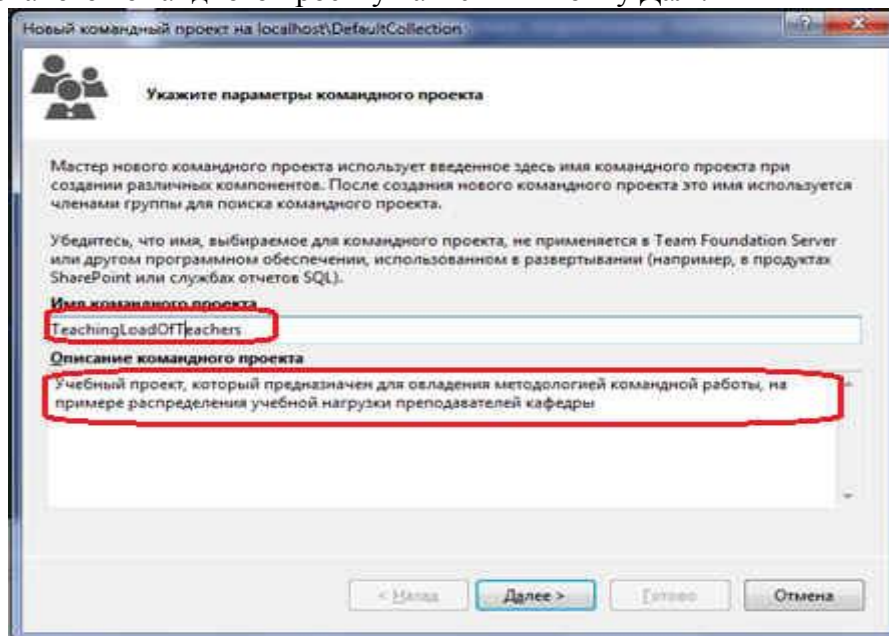 Новый командный проект на localhost\DefaultCollection
Укажите параметры командного проекта
Мастер нового командного проекта использует введенное здесь имя командного проекта при
создании различных компонентов. После создания нового командного проекта это имя используется
членами группы для поиска командного проекта.
Убедитесь, что имя, выбираемое для командного проекта, не применяется в Team Foundation Server
или другом программном обеспечении, использованном в развертывании (например, в продуктах
SharePoint или службах отчетов SQL).
Имя командного проекта
TeachingLoadOfTeachers
Описание командного проекта
Учебный проект, который предназначен для овладения методологией командной работы, на
примере распределения учебной нагрузки преподавателей кафедры
< Назад
Далее >
Готово
Отмена